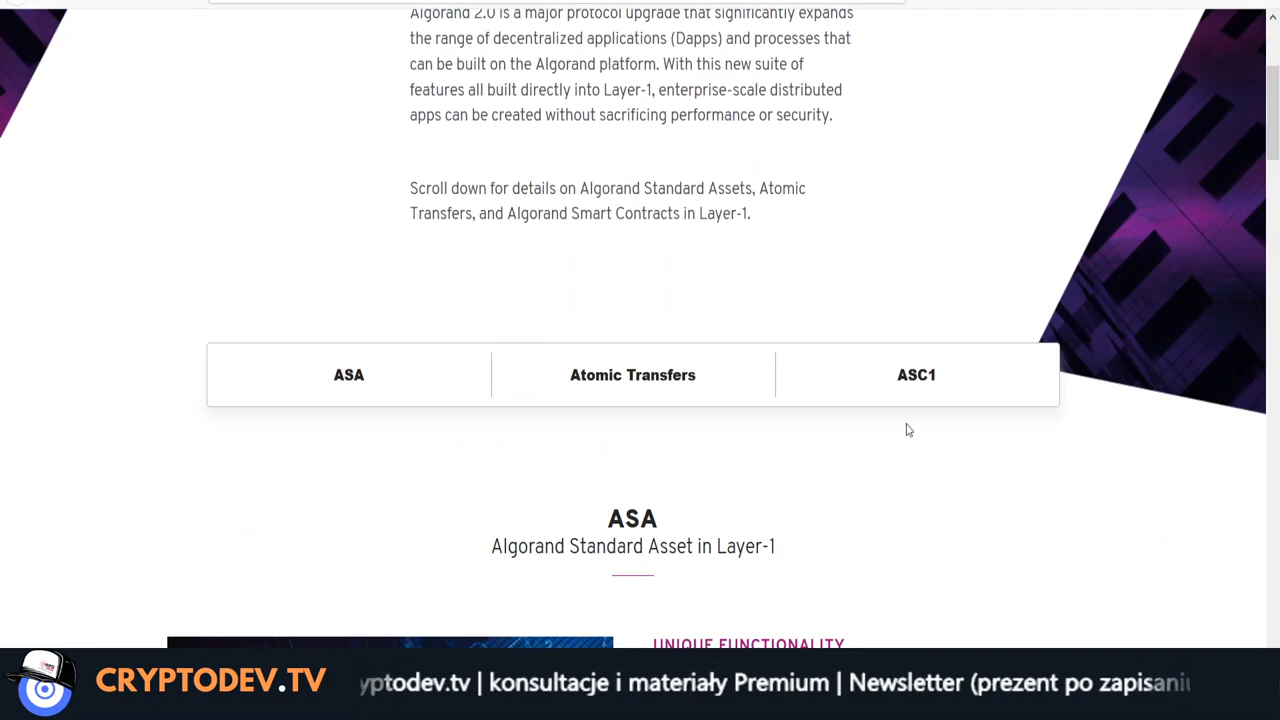 Algorand 2.0 is a major protocol upgrade that significantly expands
the range of decentralized applications (Dapps) and processes that
can be built on the Algorand platform. With this new suite of
features all built directly into Layer-1, enterprise-scale distributed
apps can be created without sacrificing performance or security.
Scroll down for details on Algorand Standard Assets, Atomic
Transfers, and Algorand Smart Contracts in Layer-1.
ASA
Atomic Transfers
ASC1
ASA
Algorand Standard Asset in Layer-1
UNIQUE FUNCTIONALITY
CRYPTODEV.TV
yptodev.tv | konsultacje i materiały Premium | Newsletter (prezent po zapisaniu